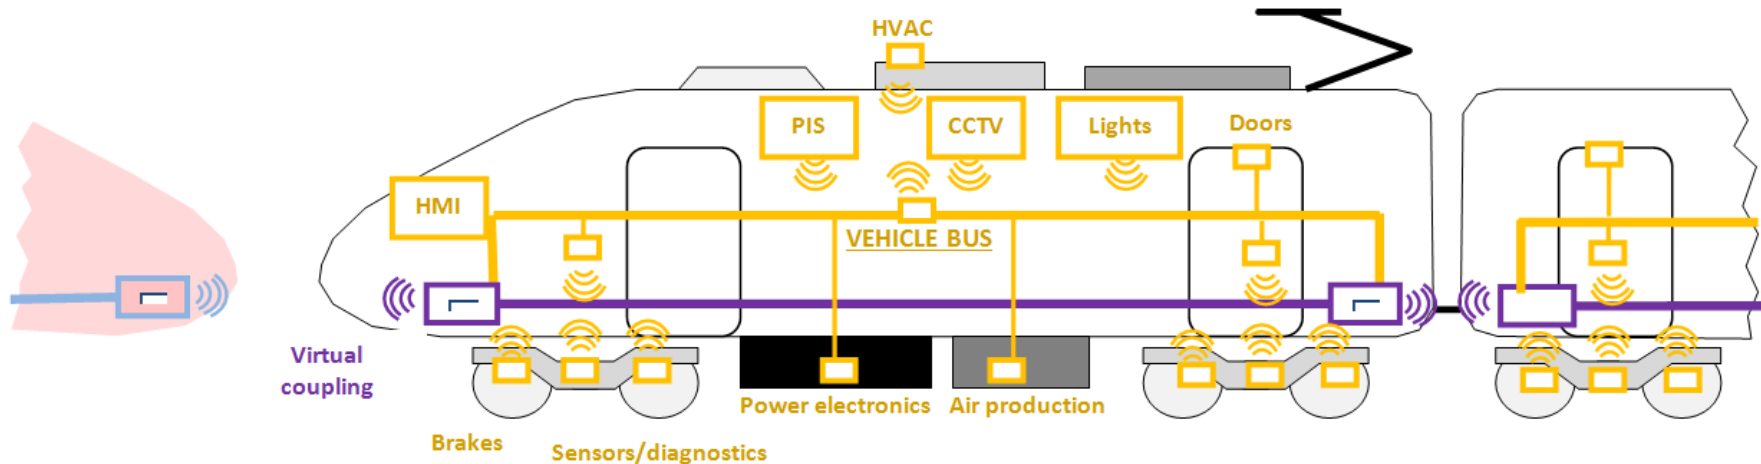 HVAC
PIS
CCTV
Lights
Doors
HMI
VEHICLE BUS
Virtual
coupling
Power electronics
Air production
Brakes
Sensors/diagnostics